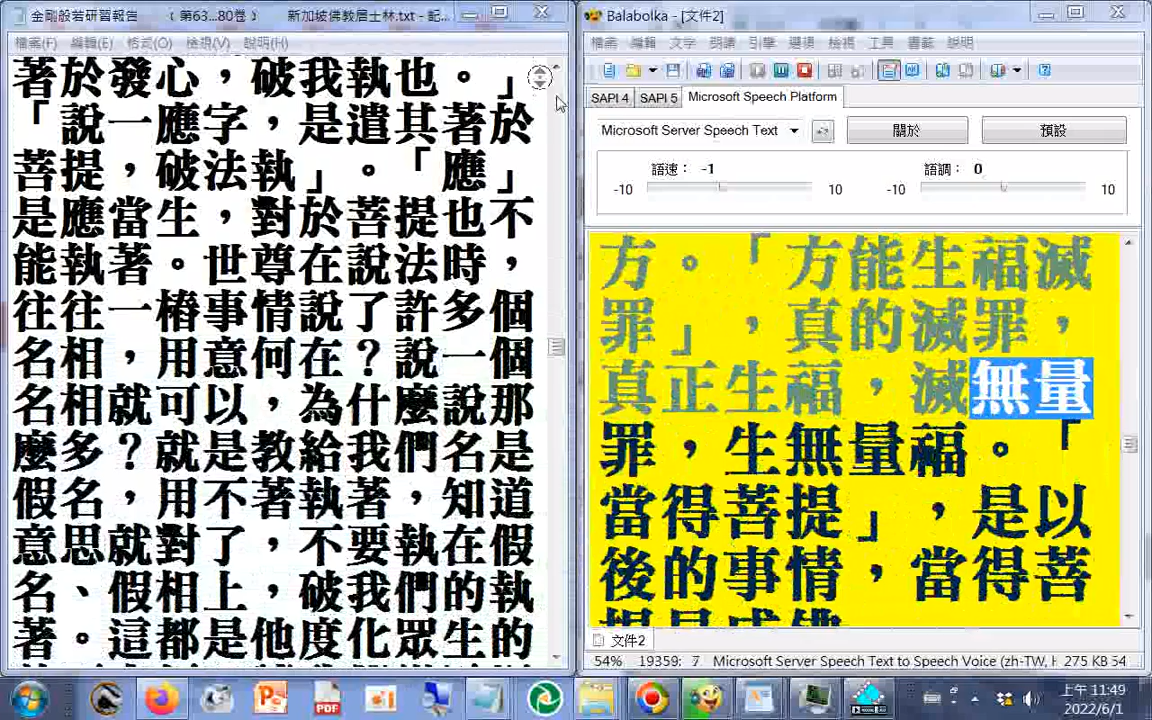 金剛般若研習報告 (第63...80卷) 新加坡佛教居士林.txt - 記...
檔案(F) 編輯(E) 格式(O) 檢視(V) 說明(H)
著於發心，破我執也。」
「說一應字，是遣其著於
菩提，破法執」。「應」
是應當生，對於菩提也不
能執著。世尊在說法時，
往往一樁事情說了許多個
名相，用意何在？說一個
名相就可以，為什麼說那
麼多？就是教給我們名是
假名，用不著執著，知道
意思就對了，不要執在假
名、假相上，破我們的執
著。這都是他度化眾生的
Balabolka - [文件2]
檔案 編輯 文字 朗讀 引擎 選項 檢視 工具 書籤 說明
SAPI 4 SAPI 5 Microsoft Speech Platform
Microsoft Server Speech Text 關於 預設
語速： -1 語調： 0
-10 10 -10 10
方。「方能生福滅
罪」，真的滅罪，
真正生福，滅無量
罪，生無量福。「
當得菩提」，是以
後的事情，當得菩
提是成佛
文件2
54% 19359: 7 Microsoft Server Speech Text to Speech Voice (zh-TW, H 275 KB 54
上午 11:49
2022/6/1